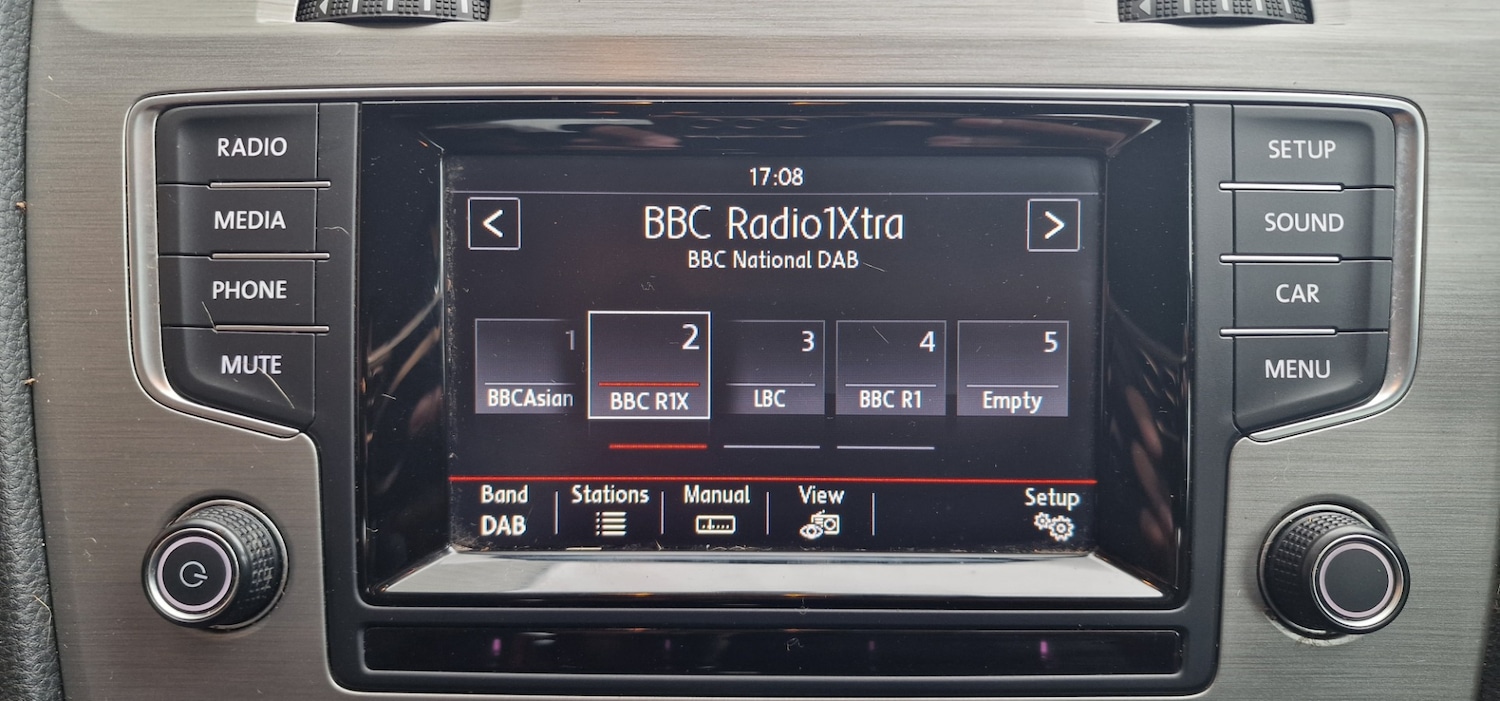 RADIO
MEDIA
PHONE
MUTE
17:08
<
BBC Radio1Xtra
>
BBC National DAB
1
2
3
4
5
BBCAsian
BBC R1X
LBC
BBC R1
Empty
Band
DAB
Stations
Manual
View
Setup
SETUP
SOUND
CAR
MENU